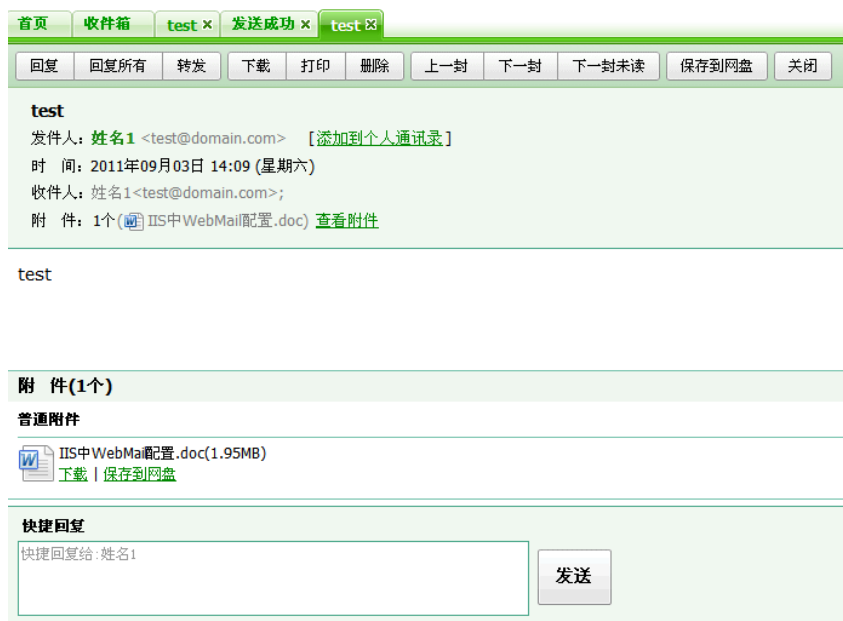 首页 收件箱 test × 发送成功 × test ×
回复 回复所有 转发 下载 打印 删除 上一封 下一封 下一封未读 保存到网盘 关闭
test
发件人: 姓名1 <test@domain.com> [添加到个人通讯录]
时 间: 2011年09月03日 14:09 (星期六)
收件人: 姓名1<test@domain.com>;
附 件: 1个(IIS中WebMail配置.doc) 查看附件
test
附 件(1个)
普通附件
IIS中WebMail配置.doc(1.95MB)
下载 | 保存到网盘
快捷回复
快捷回复给:姓名1
发送